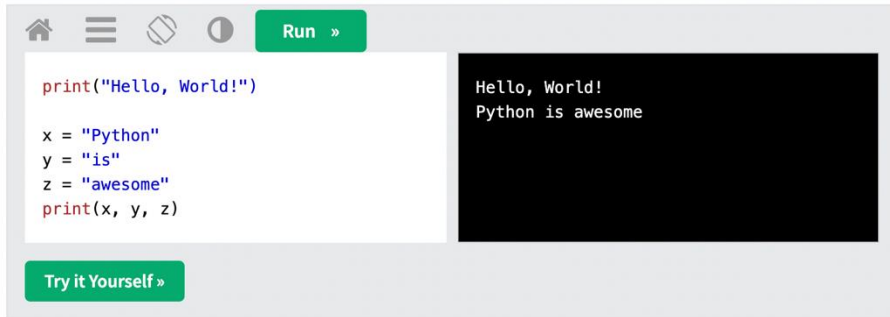 Run »
print("Hello, World!")
x = "Python"
y = "is"
z = "awesome"
print(x, y, z)
Hello, World!
Python is awesome
Try it Yourself »